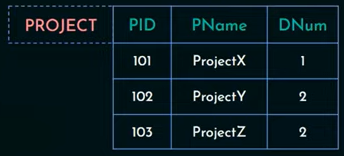 PROJECT PID PName DNum
101 ProjectX 1
102 ProjectY 2
103 ProjectZ 2